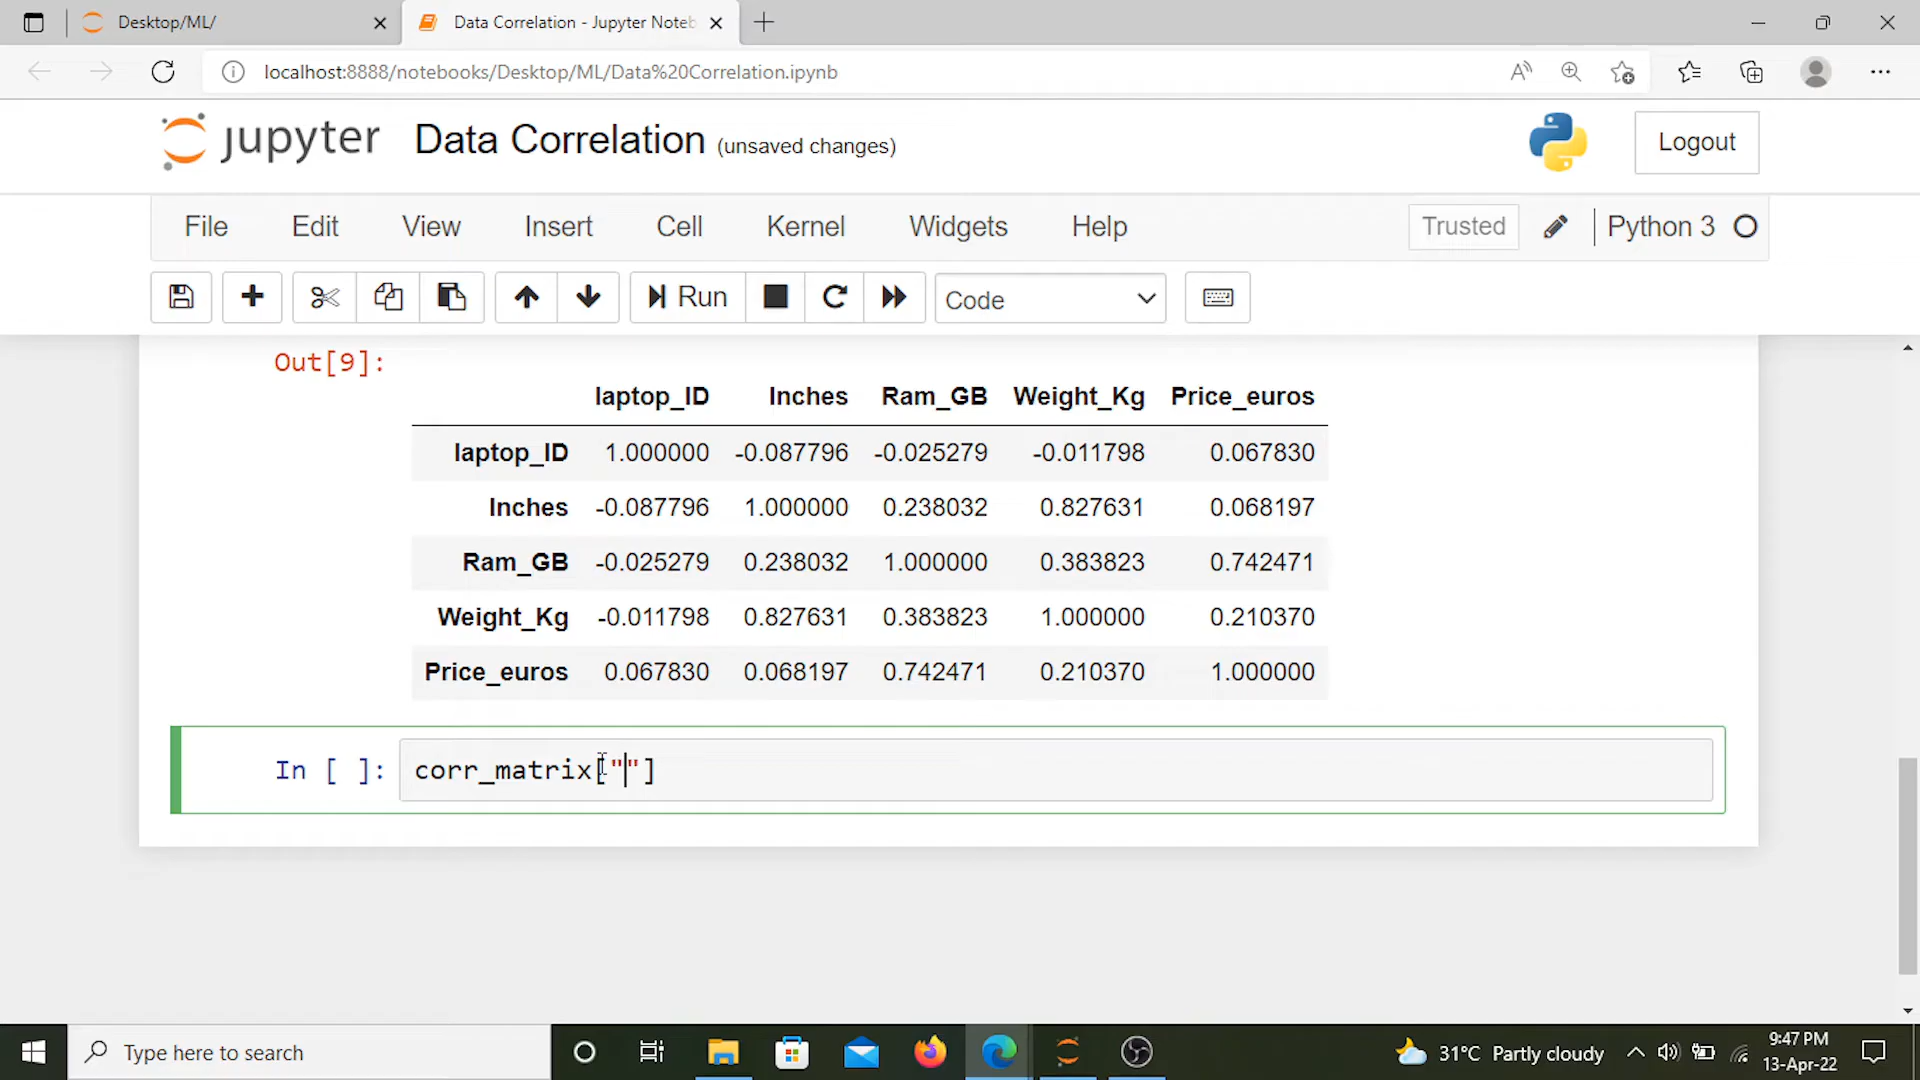 Desktop/ML/
Data Correlation - Jupyter Noteb
localhost:8888/notebooks/Desktop/ML/Data%20Correlation.ipynb
jupyter Data Correlation (unsaved changes) Logout
File Edit View Insert Cell Kernel Widgets Help Trusted Python 3
Run Code
Out[9]:
laptop_ID Inches Ram_GB Weight_Kg Price_euros
laptop_ID 1.000000 -0.087796 -0.025279 -0.011798 0.067830
Inches -0.087796 1.000000 0.238032 0.827631 0.068197
Ram_GB -0.025279 0.238032 1.000000 0.383823 0.742471
Weight_Kg -0.011798 0.827631 0.383823 1.000000 0.210370
Price_euros 0.067830 0.068197 0.742471 0.210370 1.000000
In [ ]: corr_matrix[""]
Type here to search
31°C Partly cloudy
9:47 PM
13-Apr-22